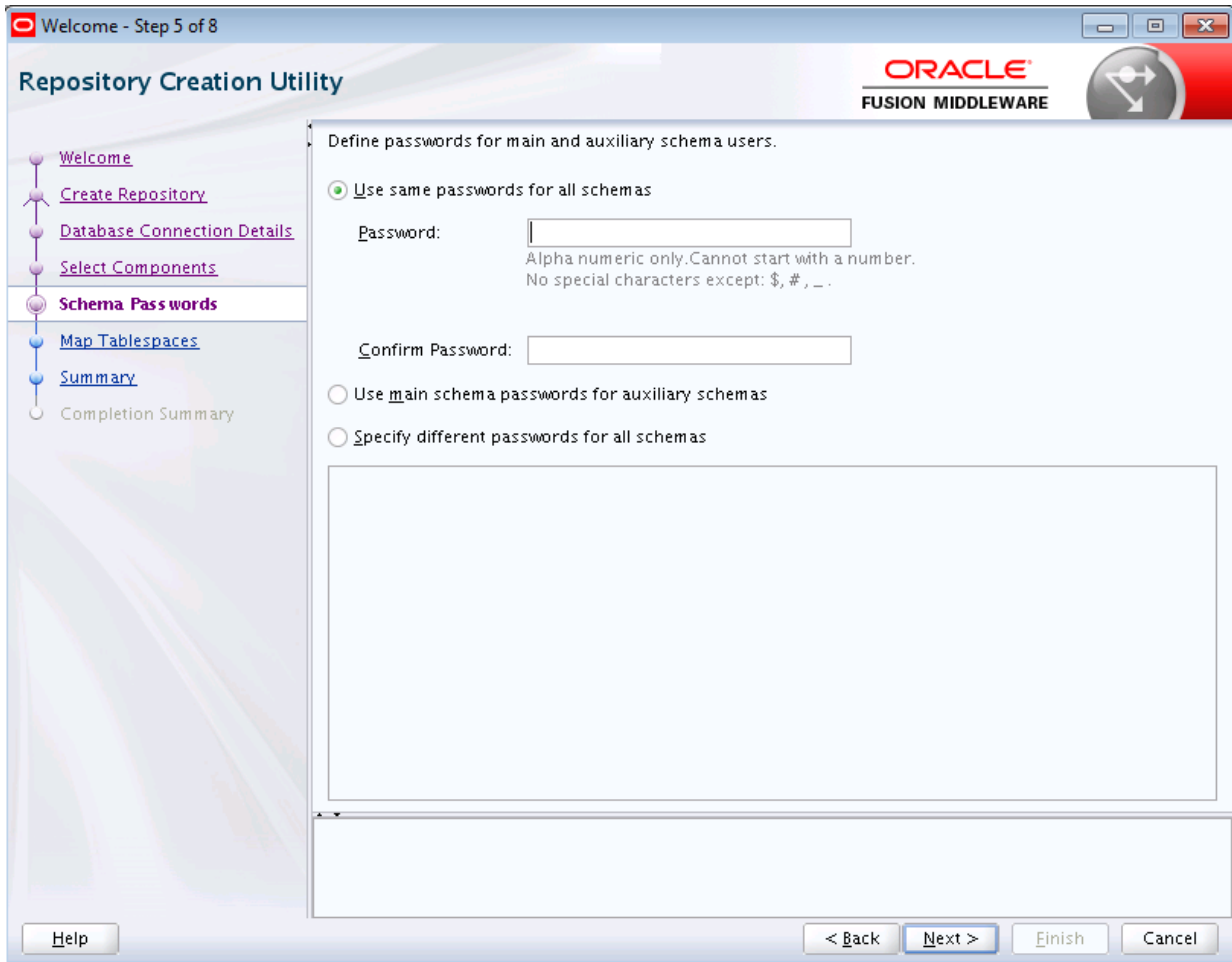 Welcome - Step 5 of 8
Repository Creation Utility
ORACLE
FUSION MIDDLEWARE
Welcome
Create Repository
Database Connection Details
Select Components
Schema Passwords
Map Tablespaces
Summary
Completion Summary
Define passwords for main and auxiliary schema users.
Use same passwords for all schemas
Password:
Alpha numeric only.Cannot start with a number.
No special characters except: $, # , _ .
Confirm Password:
Use main schema passwords for auxiliary schemas
Specify different passwords for all schemas
Help
< Back
Next >
Finish
Cancel